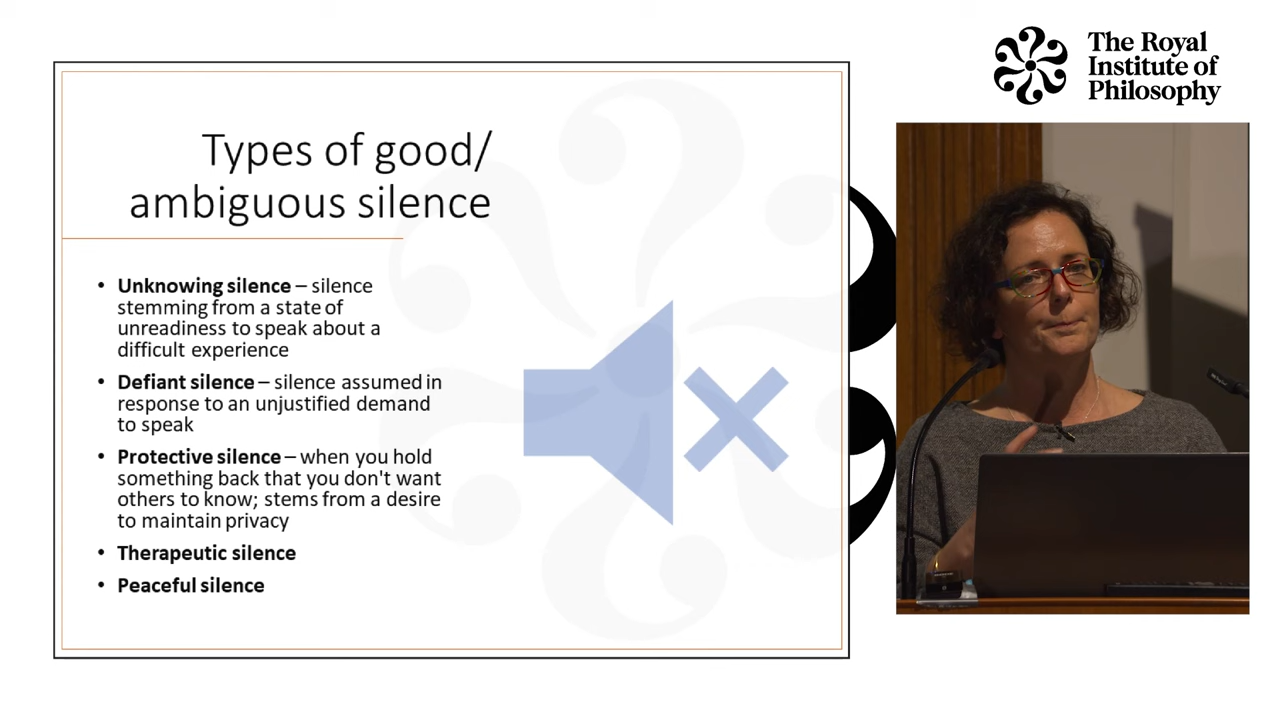 The Royal
Institute of
Philosophy
Types of good/
ambiguous silence
• Unknowing silence – silence
stemming from a state of
unreadiness to speak about a
difficult experience
• Defiant silence – silence assumed in
response to an unjustified demand
to speak
• Protective silence – when you hold
something back that you don't want
others to know; stems from a desire
to maintain privacy
• Therapeutic silence
• Peaceful silence